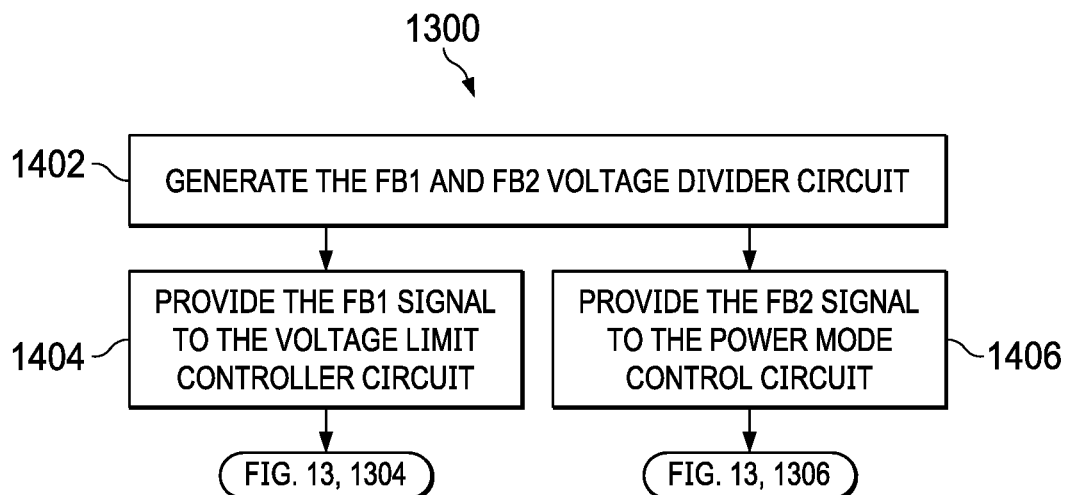 1300
1402
GENERATE THE FB1 AND FB2 VOLTAGE DIVIDER CIRCUIT
1404
PROVIDE THE FB1 SIGNAL
TO THE VOLTAGE LIMIT
CONTROLLER CIRCUIT
PROVIDE THE FB2 SIGNAL
TO THE POWER MODE
CONTROL CIRCUIT
1406
FIG. 13, 1304
FIG. 13, 1306